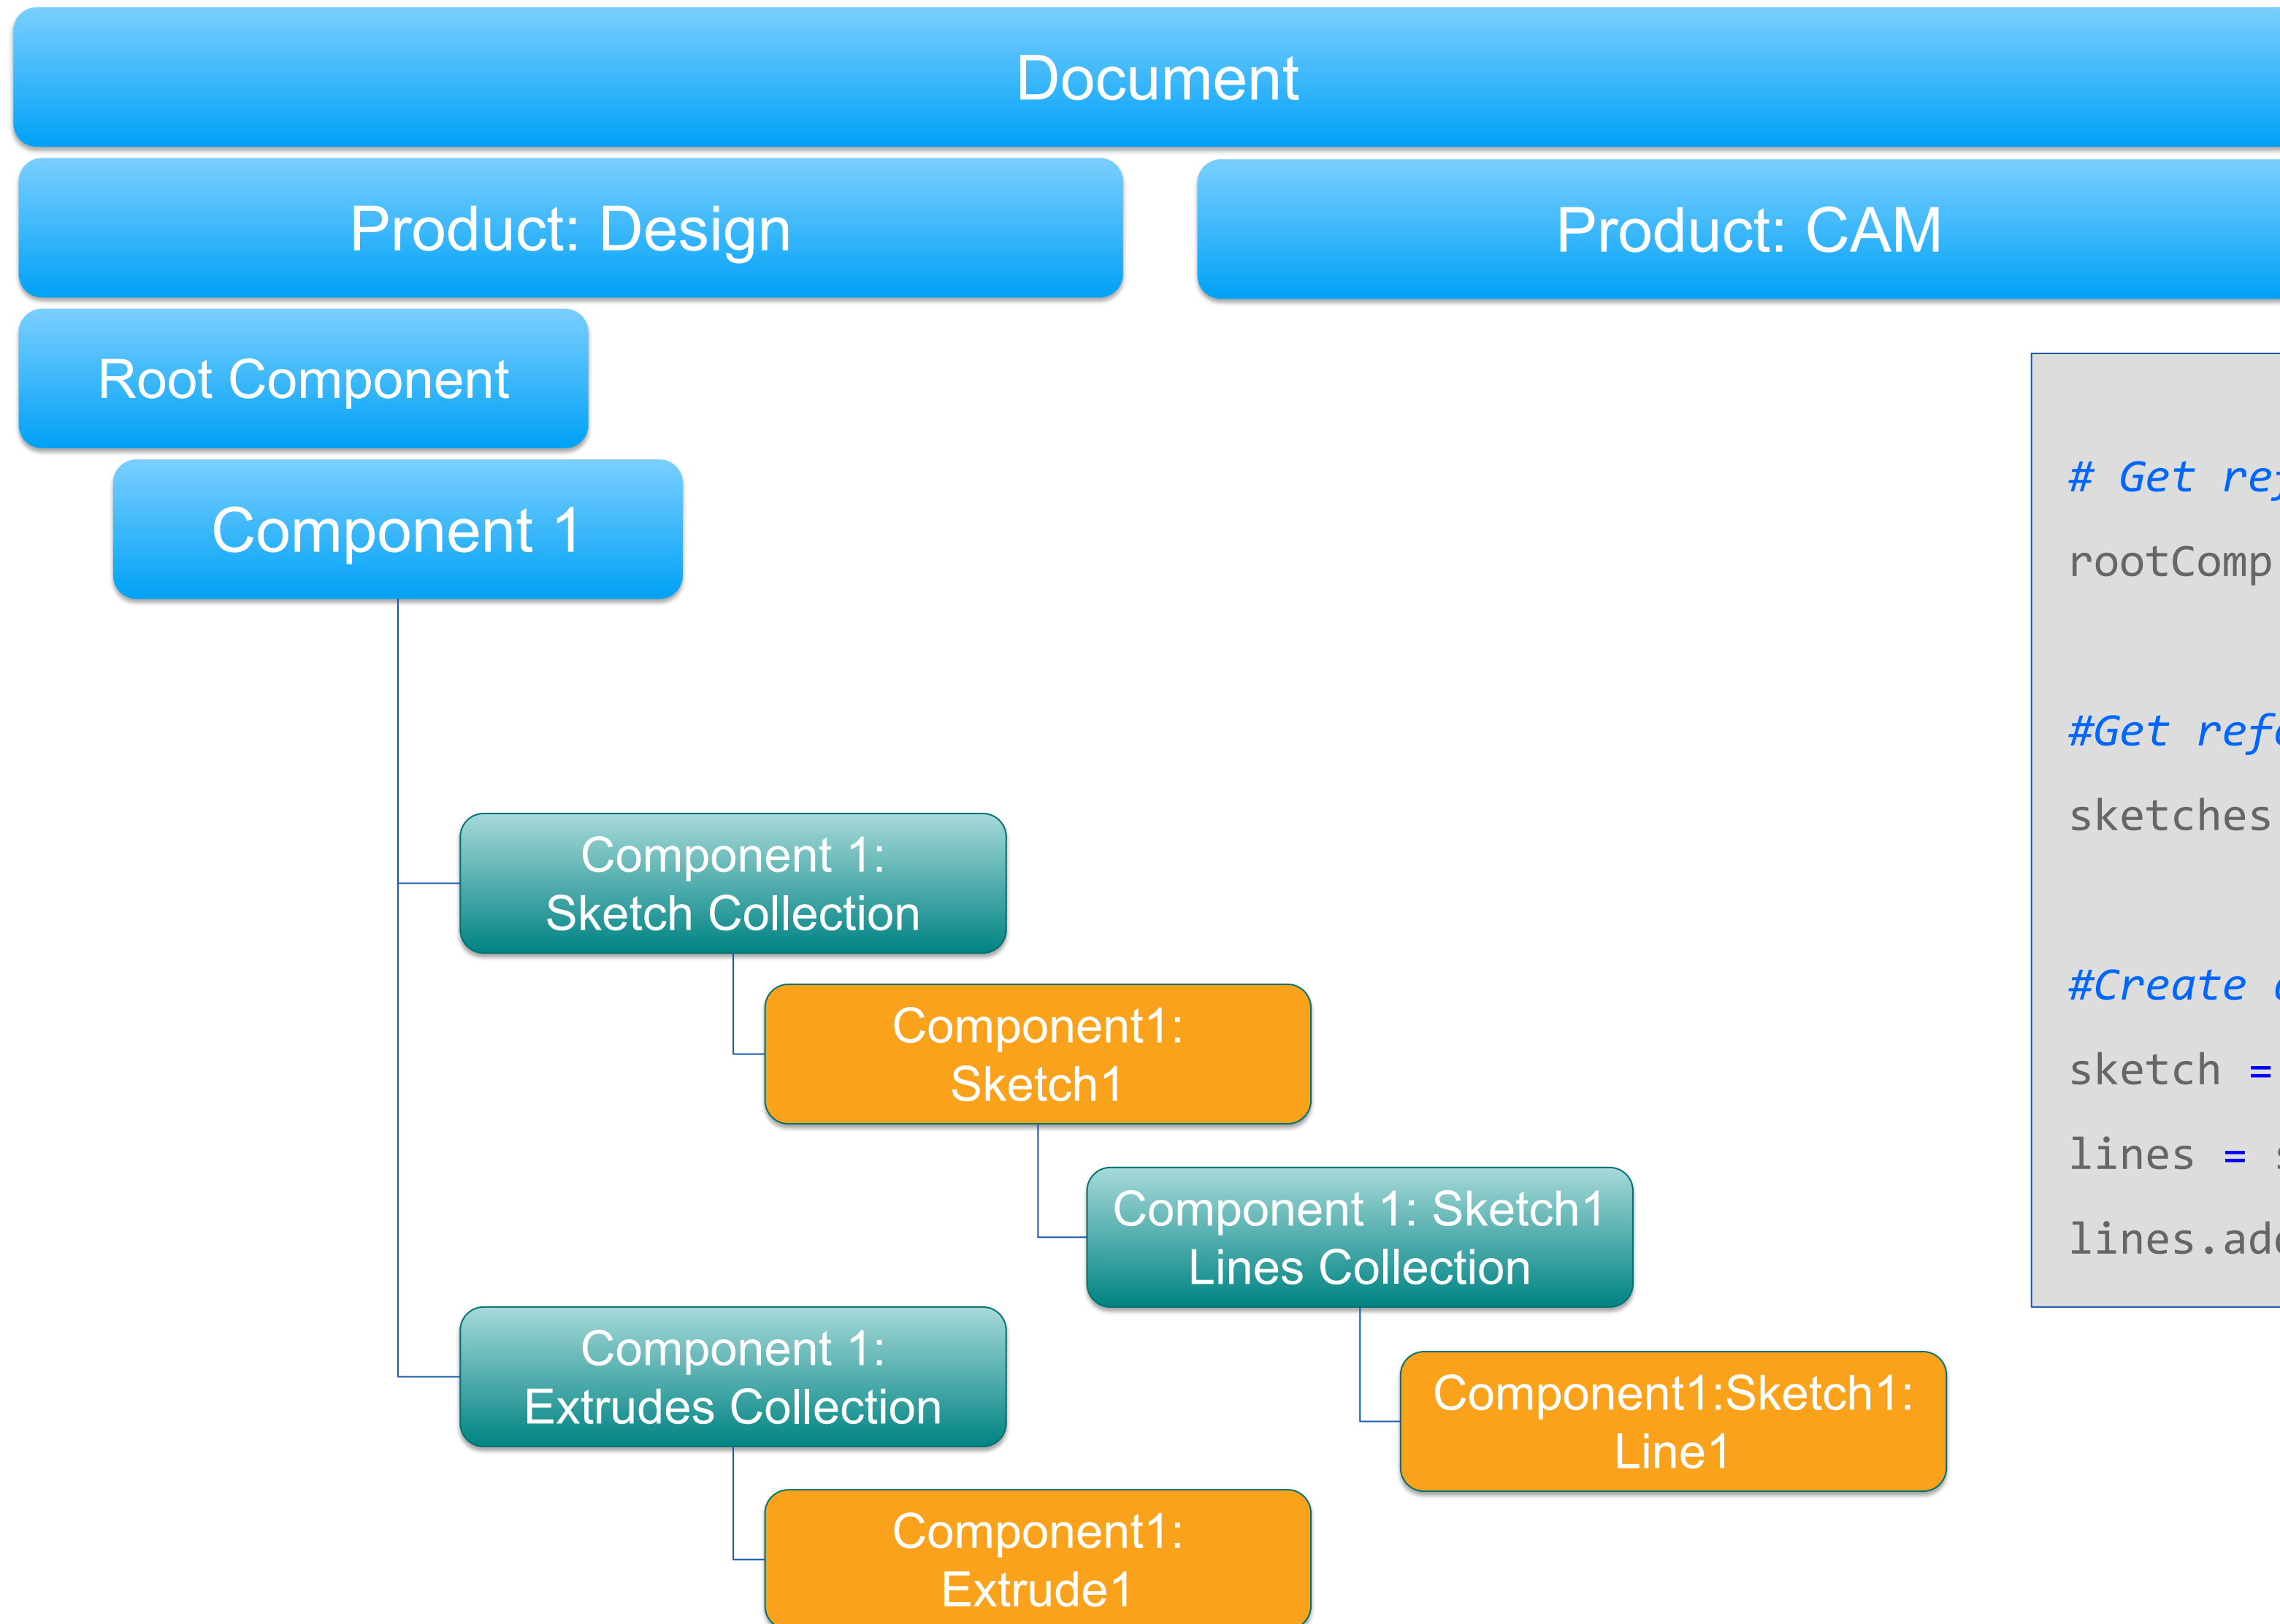 Document
Product: Design
Product: CAM
Root Component
Component 1
Component 1:
Sketch Collection
Component1:
Sketch1
Component 1: Sketch1
Lines Collection
Component1:Sketch1:
Line1
Component 1:
Extrudes Collection
Component1:
Extrude1
# Get
rootComp
#Get
sketches
#Create
sketch =
lines =